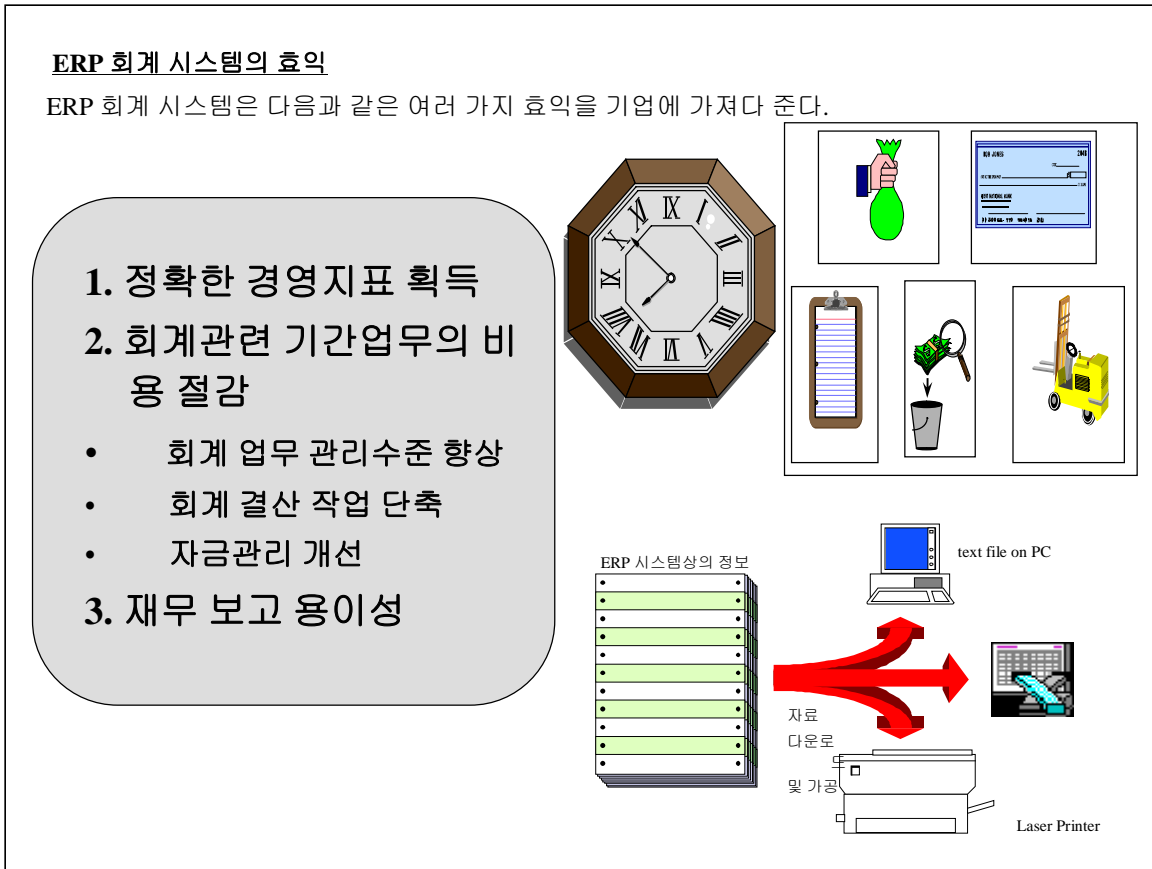 ERP 회계 시스템의 효익
ERP 회계 시스템은 다음과 같은 여러 가지 효익을 기업에 가져다 준다.
1. 정확한 경영지표 획득
2. 회계관련 기간업무의 비
용 절감
• 회계 업무 관리수준 향상
• 회계 결산 작업 단축
• 자금관리 개선
3. 재무 보고 용이성
ERP 시스템상의 정보
text file on PC
자료
다운로
및 가공
Laser Printer